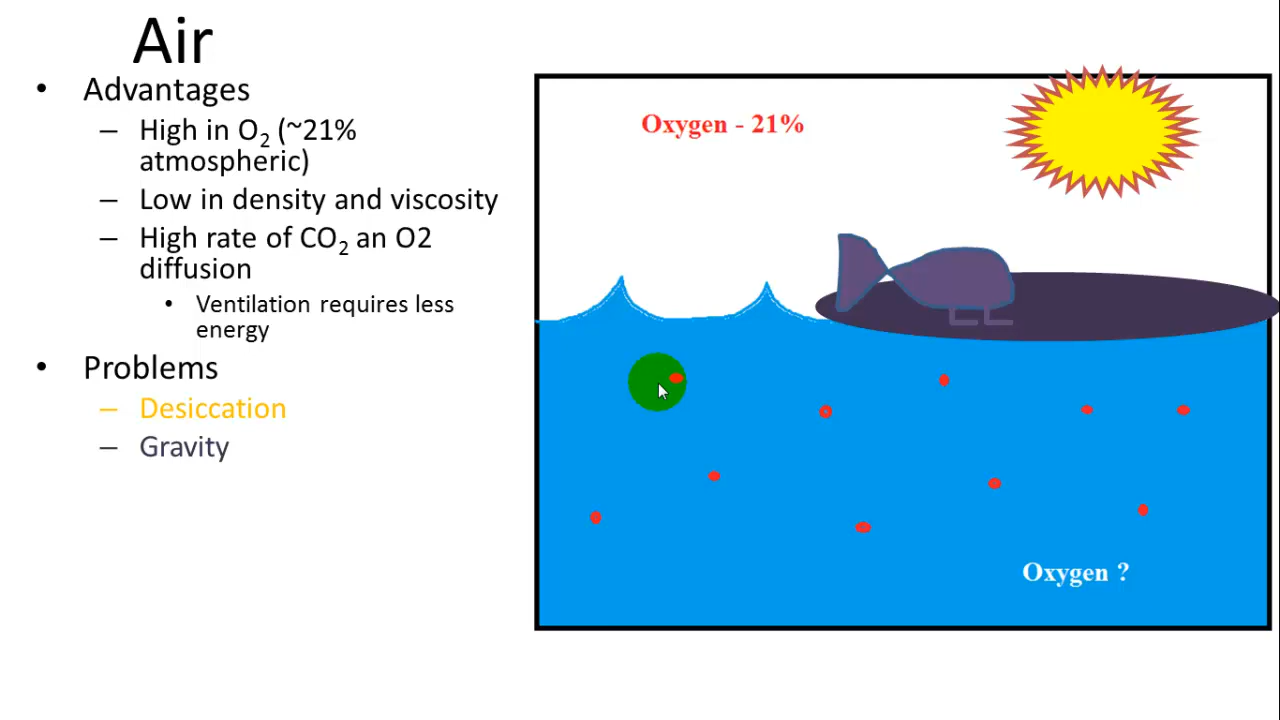 Air
• Advantages
– High in O₂ (~21%
atmospheric)
– Low in density and viscosity
– High rate of CO₂ an O2
diffusion
• Ventilation requires less
energy
• Problems
– Desiccation
– Gravity
Oxygen - 21%
Oxygen ?